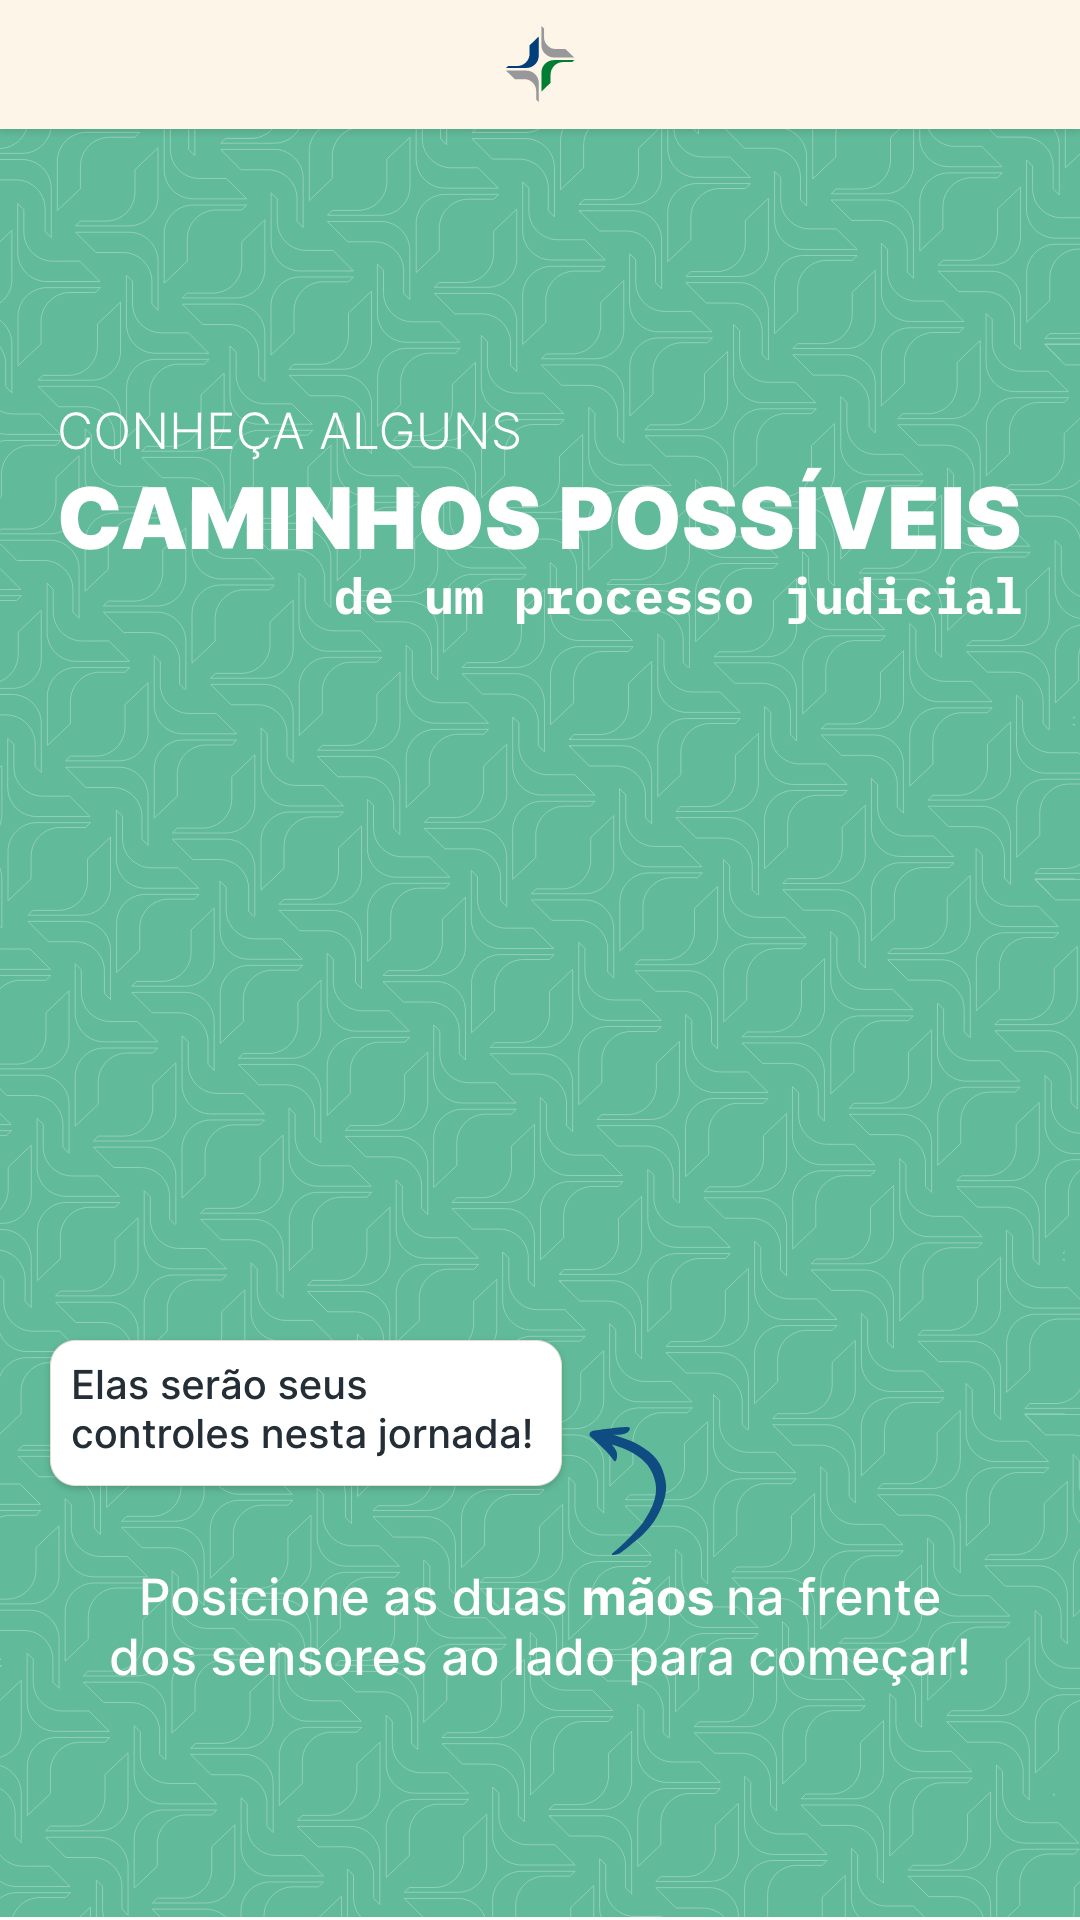 CONHEÇA ALGUNS
CAMINHOS POSSÍVEIS
de um processo judicial
Elas serão seus
controles nesta jornada!
Posicione as duas mãos na frente
dos sensores ao lado para começar!